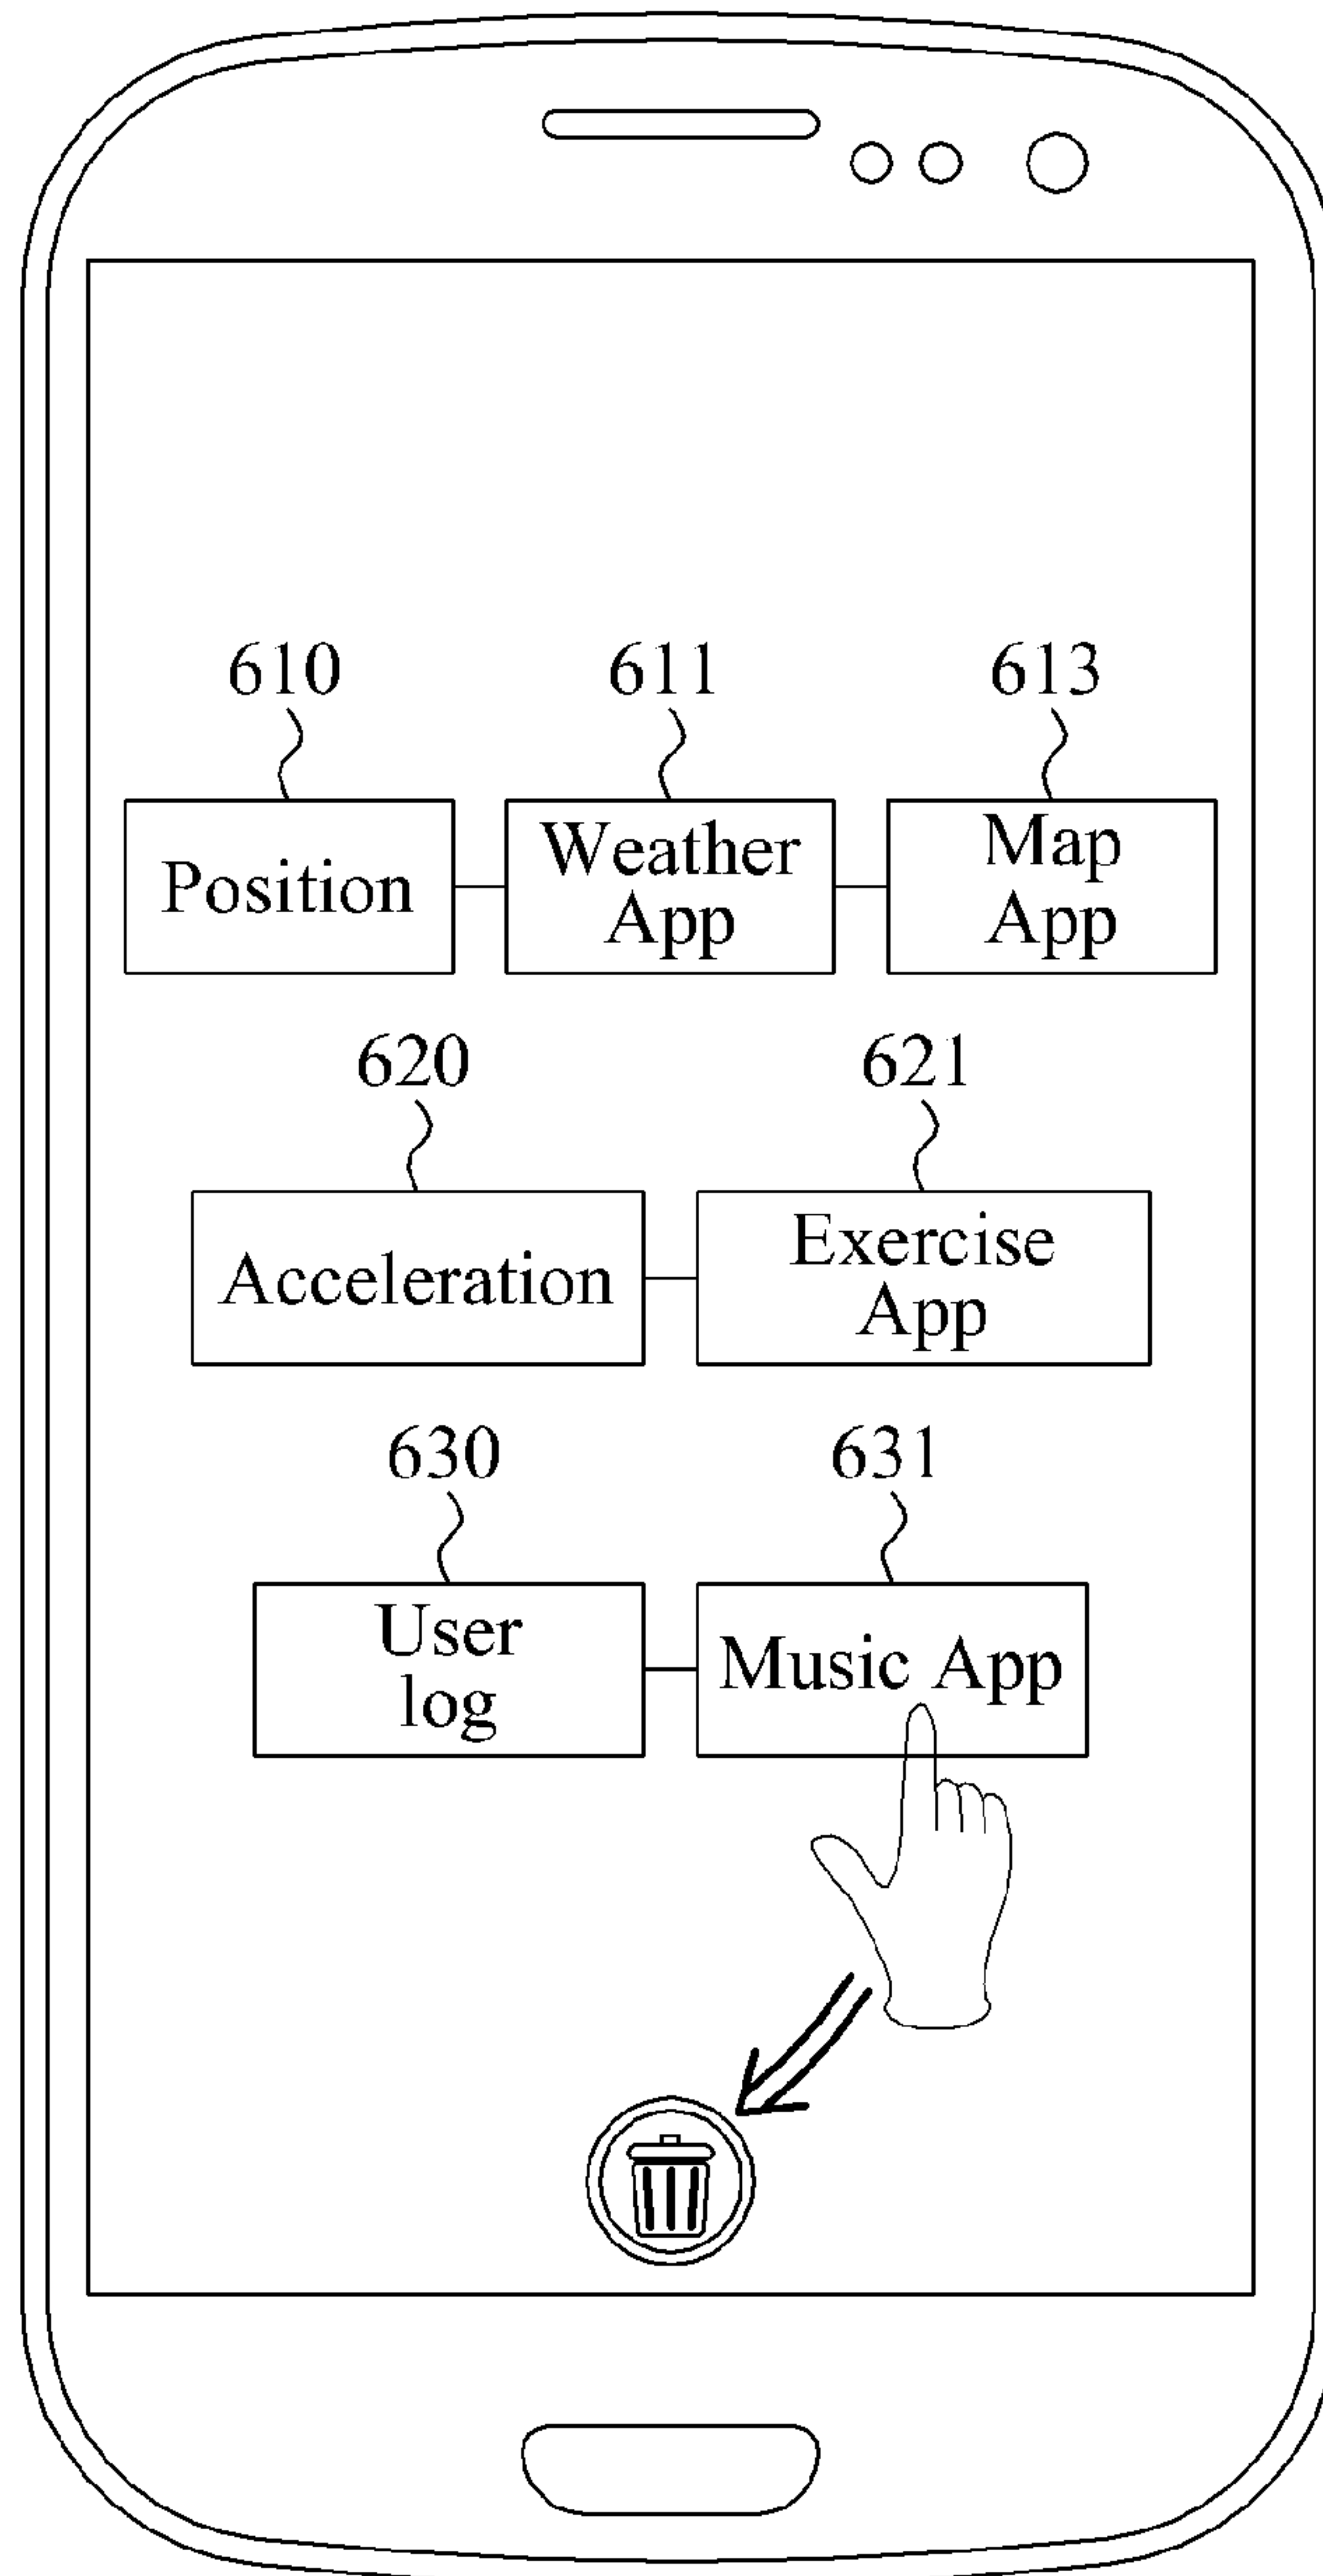 610 611 613
Position
Weather
App
Map
App
620 621
Acceleration
Exercise
App
630 631
User
log
Music App